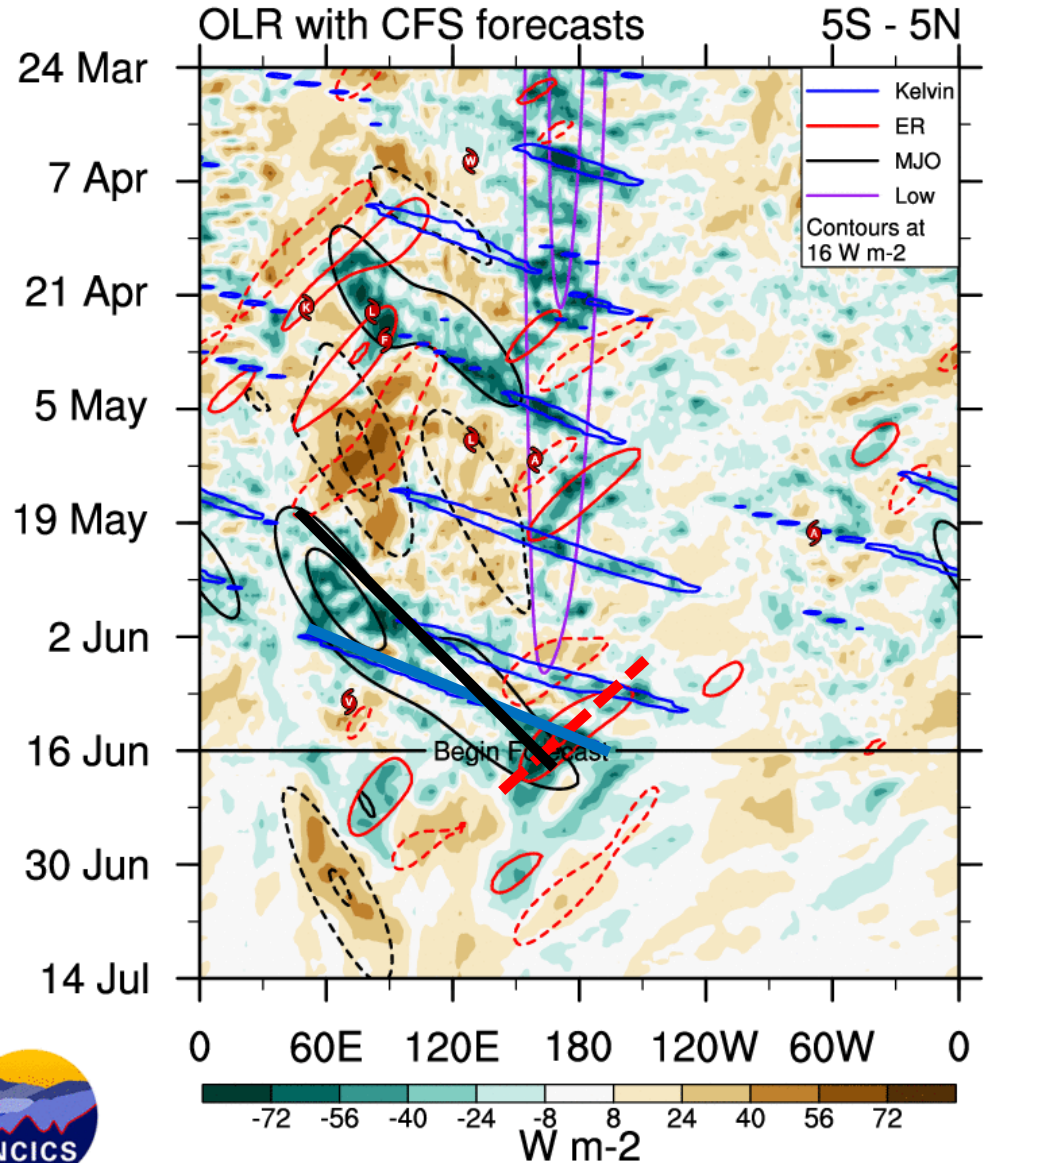 OLR with CFS forecasts 5S - 5N
24 Mar
7 Apr
21 Apr
5 May
19 May
2 Jun
16 Jun
30 Jun
14 Jul
Kelvin
ER
MJO
Low
Contours at
16 W m-2
W
K
L
F
L
A
A
V
Begin Forecast
0 60E 120E 180 120W 60W 0
-72 -56 -40 -24 -8 8 24 40 56 72
W m-2
NCICS